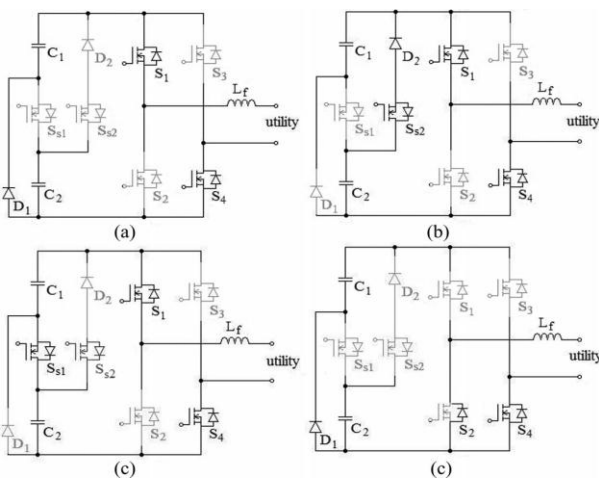 C1 D2 S1 S3
Lf
Ss1 Ss2 utility
C2 S2 S4
D1
(a)
C1 D2 S1 S3
Lf
Ss1 Ss2 utility
C2 S2 S4
D1
(b)
C1 D2 S1 S3
Lf
Ss1 Ss2 utility
C2 S2 S4
D1
(c)
C1 D2 S1 S3
Lf
Ss1 Ss2 utility
C2 S2 S4
D1
(c)